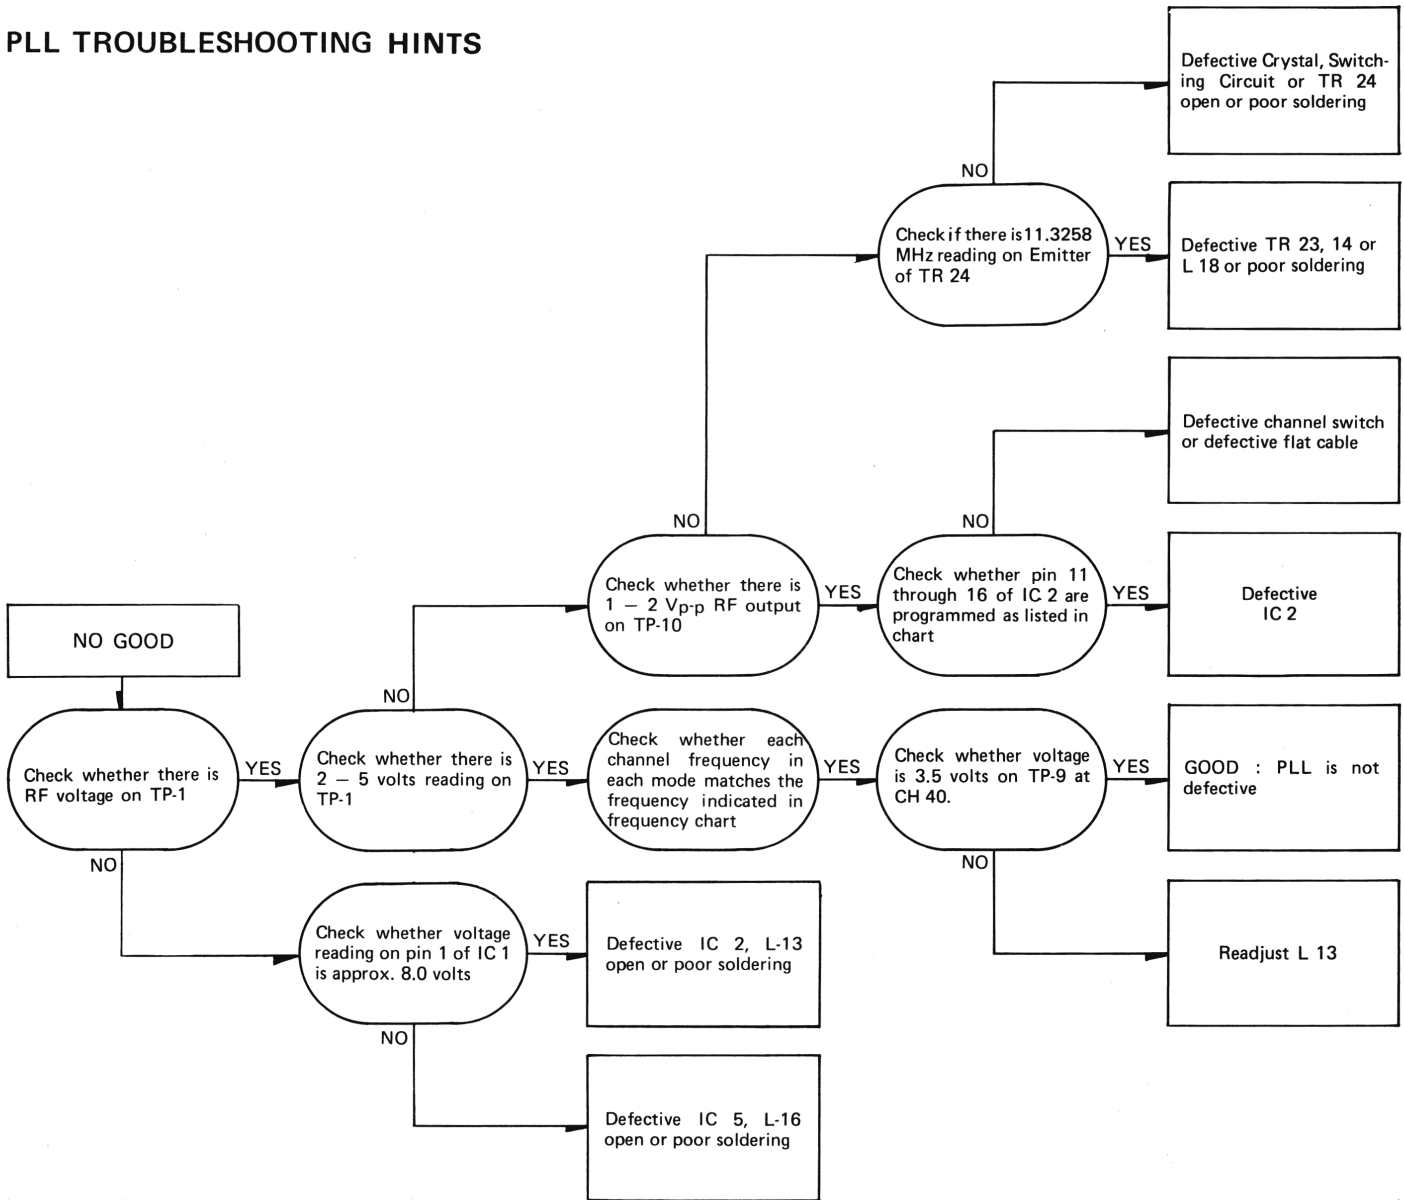 PLL TROUBLESHOOTING HINTS
Defective Crystal, Switch-
ing Circuit or TR 24
open or poor soldering
NO
Check if there is 11.3258
MHz reading on Emitter
of TR 24
YES
Defective TR 23, 14 or
L 18 or poor soldering
Defective channel switch
or defective flat cable
NO
NO
Check whether there is
1 – 2 Vp-p RF output
on TP-10
YES
Check whether pin 11
through 16 of IC 2 are
programmed as listed in
chart
YES
Defective
IC 2
NO GOOD
NO
Check whether there is
RF voltage on TP-1
YES
Check whether there is
2 – 5 volts reading on
TP-1
YES
Check whether each
channel frequency in
each mode matches the
frequency indicated in
frequency chart
YES
Check whether voltage
is 3.5 volts on TP-9 at
CH 40.
YES
GOOD : PLL is not
defective
NO
NO
Check whether voltage
reading on pin 1 of IC 1
is approx. 8.0 volts
YES
Defective IC 2, L-13
open or poor soldering
Readjust L 13
NO
Defective IC 5, L-16
open or poor soldering